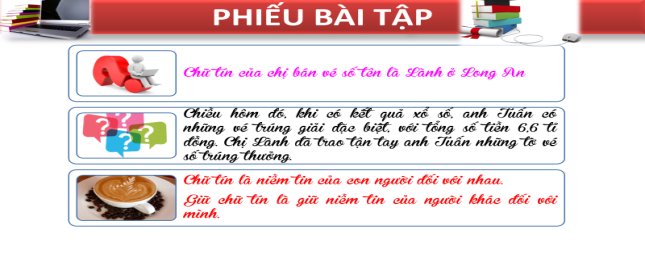 PHIẾU BÀI TẬP
Chữ tín của chị bán vé số tên là Lành ở Long An
Chiều hôm đó, khi có kết quả xổ số, anh Tuấn có
những vé trúng giải đặc biệt, với tổng số tiền 6,6 tỉ
đồng. Chị Lành đã trao tận tay anh Tuấn những tờ vé
số trúng thưởng.
Chữ tín là niềm tin của con người đối với nhau.
Giữ chữ tín là giữ niềm tin của người khác đối với
mình.